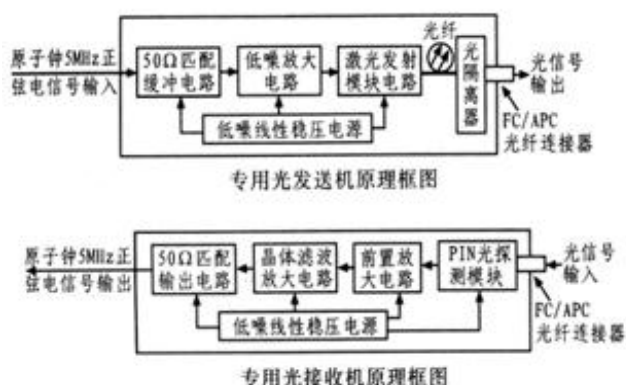 光纤
原子钟5MHz正
弦电信号输入
50Ω匹配
缓冲电路
低噪放大
电路
激光发射
模块电路
光隔离器
光信号
输出
低噪线性稳压电源
FC/APC
光纤连接器
专用光发送机原理框图
原子钟5MHz正
弦电信号输出
50Ω匹配
输出电路
晶体滤波
放大电路
前置放
大电路
PIN光探
测模块
光信号
输入
低噪线性稳压电源
FC/APC
光纤连接器
专用光接收机原理框图